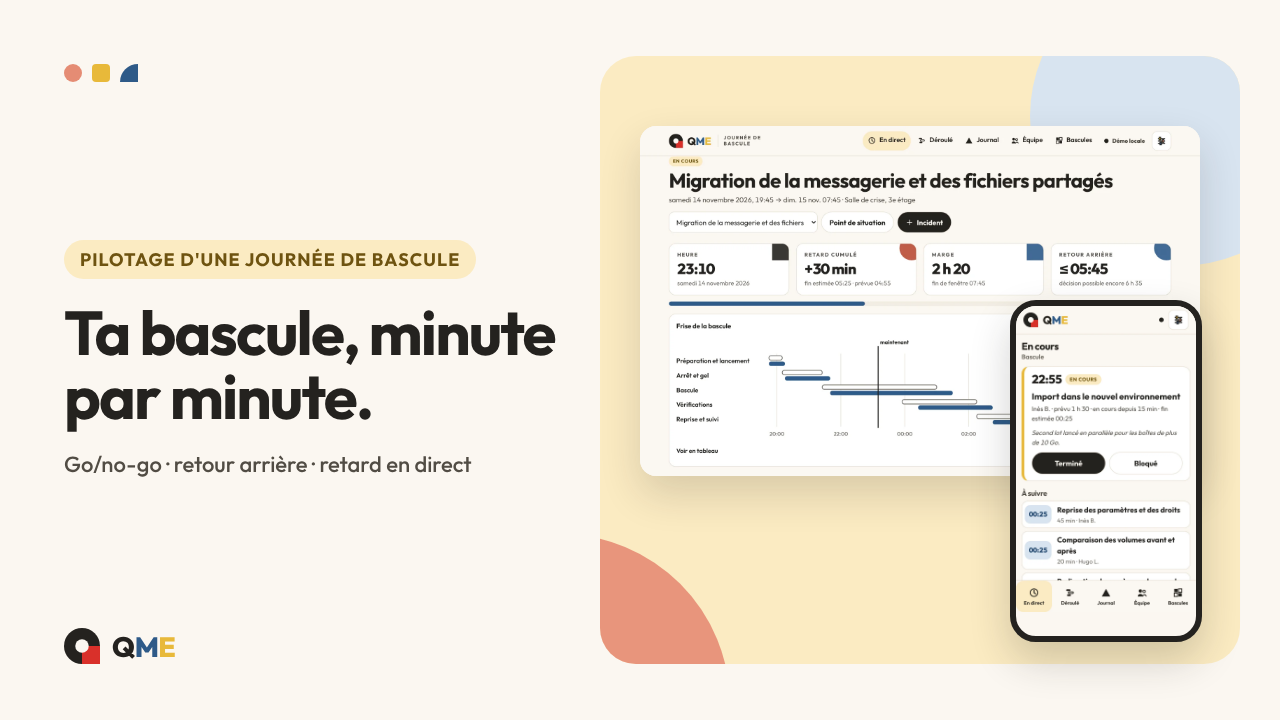 PILOTAGE D'UNE JOURNÉE DE BASCULE
Ta bascule, minute
par minute.
Go/no-go · retour arrière · retard en direct
QME
QME
JOURNÉE DE
BASCULE
En direct
Déroulé
Journal
Équipe
Bascules
Démo locale
EN COURS
Migration de la messagerie et des fichiers partagés
samedi 14 novembre 2026, 19:45 → dim. 15 nov. 07:45 · Salle de crise, 3e étage
Migration de la messagerie et des fichiers
Point de situation
+ Incident
HEURE
23:10
samedi 14 novembre 2026
RETARD CUMULÉ
+30 min
fin estimée 05:25 · prévue 04:55
MARGE
2 h 20
fin de fenêtre 07:45
RETOUR ARRIÈRE
≤ 05:45
décision possible encore 6 h 35
Frise de la bascule
maintenant
Préparation et lancement
Arrêt et gel
Bascule
Vérifications
Reprise et suivi
20:00
22:00
00:00
02:00
Voir en tableau
QME
En cours
Bascule
22:55
EN COURS
Import dans le nouvel environnement
Inès B. · prévu 1 h 30 · en cours depuis 15 min · fin
estimée 00:25
Second lot lancé en parallèle pour les boîtes de plus
de 10 Go.
Terminé
Bloqué
À suivre
00:25
Reprise des paramètres et des droits
45 min · Inès B.
00:25
Comparaison des volumes avant et
après
20 min · Hugo L.
En direct
Déroulé
Journal
Équipe
Bascules